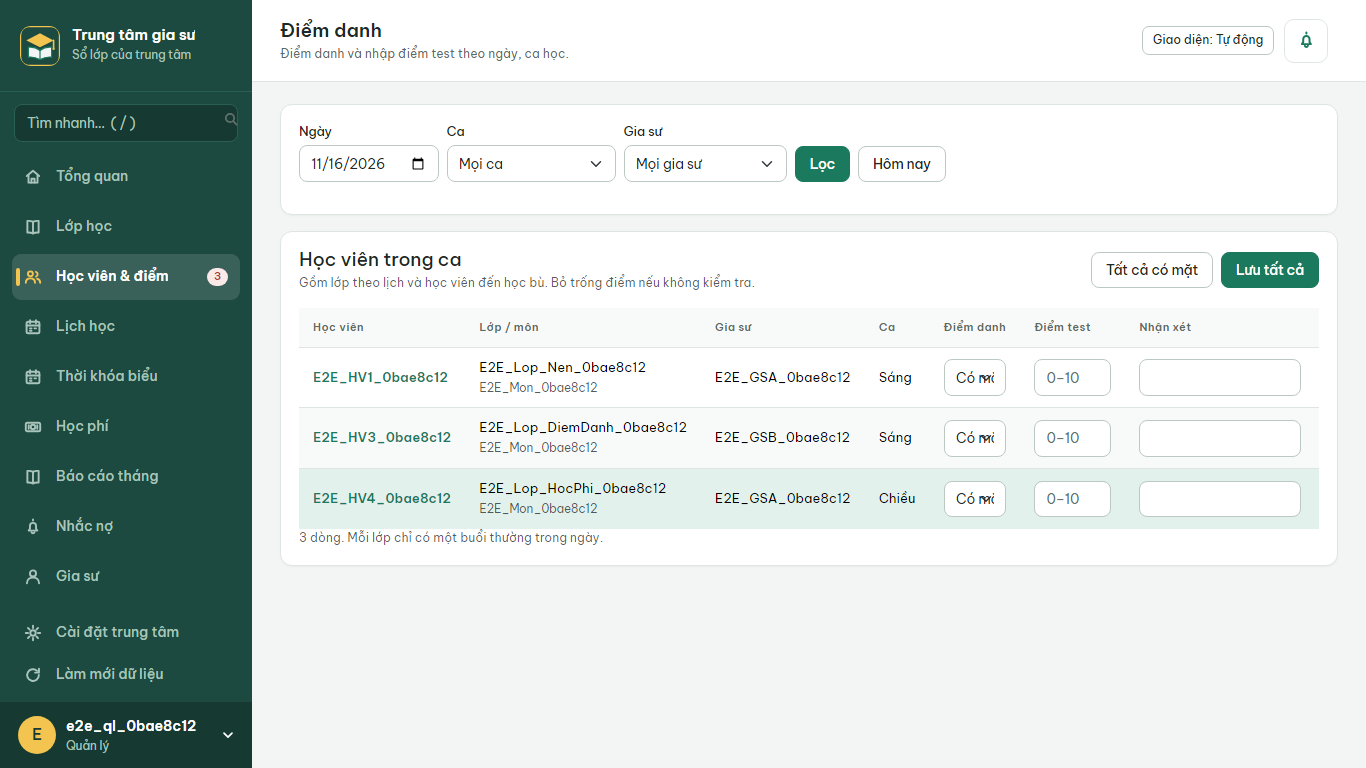 Trung tâm gia sư
Sổ lớp của trung tâm
Tìm nhanh... ( / )
Tổng quan
Lớp học
Học viên & điểm
3
Lịch học
Thời khóa biểu
Học phí
Báo cáo tháng
Nhắc nợ
Gia sư
Cài đặt trung tâm
Làm mới dữ liệu
E
e2e_ql_0bae8c12
Quản lý
Điểm danh
Điểm danh và nhập điểm test theo ngày, ca học.
Giao diện: Tự động
Ngày Ca Gia sư
11/16/2026 Mọi ca Mọi gia sư Lọc Hôm nay
Học viên trong ca
Gồm lớp theo lịch và học viên đến học bù. Bỏ trống điểm nếu không kiểm tra.
Tất cả có mặt Lưu tất cả
Học viên Lớp / môn Gia sư Ca Điểm danh Điểm test Nhận xét
E2E_HV1_0bae8c12 E2E_Lop_Nen_0bae8c12 E2E_GSA_0bae8c12 Sáng Có 0–10
E2E_Mon_0bae8c12
E2E_HV3_0bae8c12 E2E_Lop_DiemDanh_0bae8c12 E2E_GSB_0bae8c12 Sáng Có 0–10
E2E_Mon_0bae8c12
E2E_HV4_0bae8c12 E2E_Lop_HocPhi_0bae8c12 E2E_GSA_0bae8c12 Chiều Có 0–10
E2E_Mon_0bae8c12
3 dòng. Mỗi lớp chỉ có một buổi thường trong ngày.